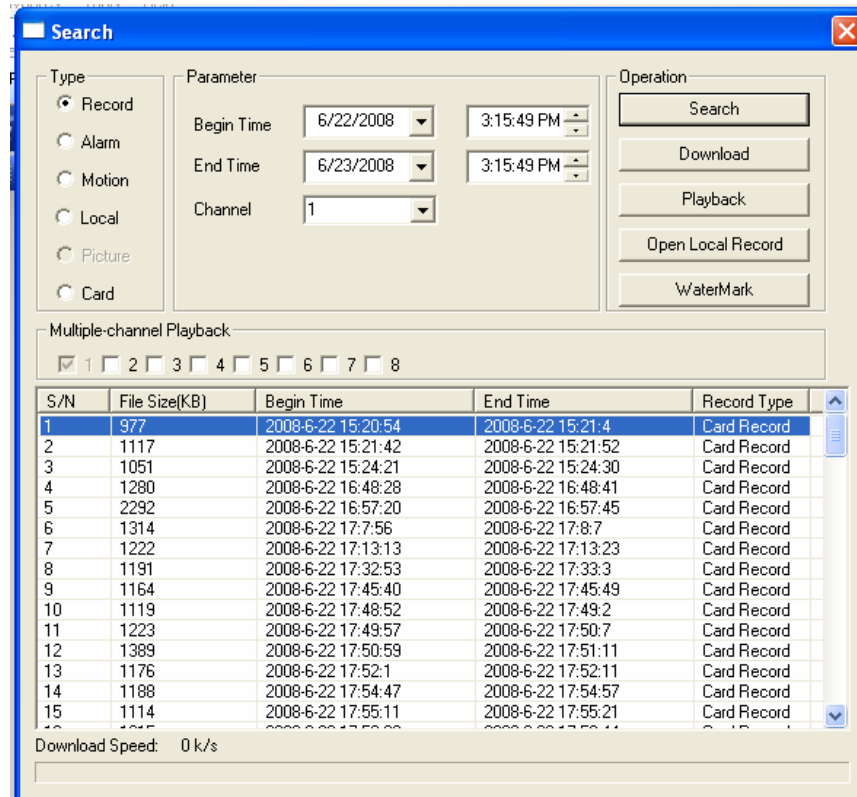 Search
Type
Parameter
Operation
Record
Alarm
Motion
Local
Picture
Card
Begin Time 6/22/2008 3:15:49 PM
End Time 6/23/2008 3:15:49 PM
Channel 1
Search
Download
Playback
Open Local Record
WaterMark
Multiple-channel Playback
1 2 3 4 5 6 7 8
S/N File Size(KB) Begin Time End Time Record Type
1 977 2008-6-22 15:20:54 2008-6-22 15:21:4 Card Record
2 1117 2008-6-22 15:21:42 2008-6-22 15:21:52 Card Record
3 1051 2008-6-22 15:24:21 2008-6-22 15:24:30 Card Record
4 1280 2008-6-22 16:48:28 2008-6-22 16:48:41 Card Record
5 2292 2008-6-22 16:57:20 2008-6-22 16:57:45 Card Record
6 1314 2008-6-22 17:7:56 2008-6-22 17:8:7 Card Record
7 1222 2008-6-22 17:13:13 2008-6-22 17:13:23 Card Record
8 1191 2008-6-22 17:32:53 2008-6-22 17:33:3 Card Record
9 1164 2008-6-22 17:45:40 2008-6-22 17:45:49 Card Record
10 1119 2008-6-22 17:48:52 2008-6-22 17:49:2 Card Record
11 1223 2008-6-22 17:49:57 2008-6-22 17:50:7 Card Record
12 1389 2008-6-22 17:50:59 2008-6-22 17:51:11 Card Record
13 1176 2008-6-22 17:52:1 2008-6-22 17:52:11 Card Record
14 1188 2008-6-22 17:54:47 2008-6-22 17:54:57 Card Record
15 1114 2008-6-22 17:55:11 2008-6-22 17:55:21 Card Record
Download Speed: 0 k/s